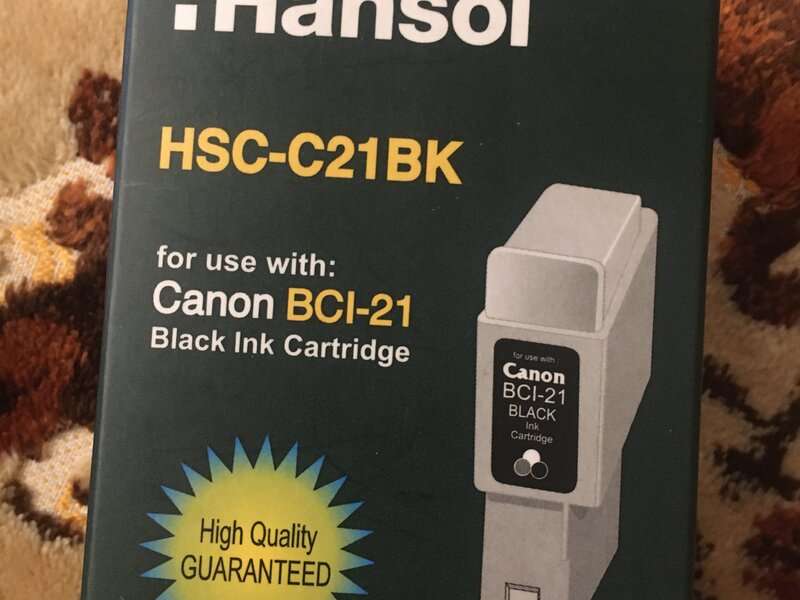 :Hansol
HSC-C21BK
for use with:
Canon BCI-21
Black Ink Cartridge
for use with :
Canon
BCI-21
BLACK
Ink
Cartridge
High Quality
GUARANTEED